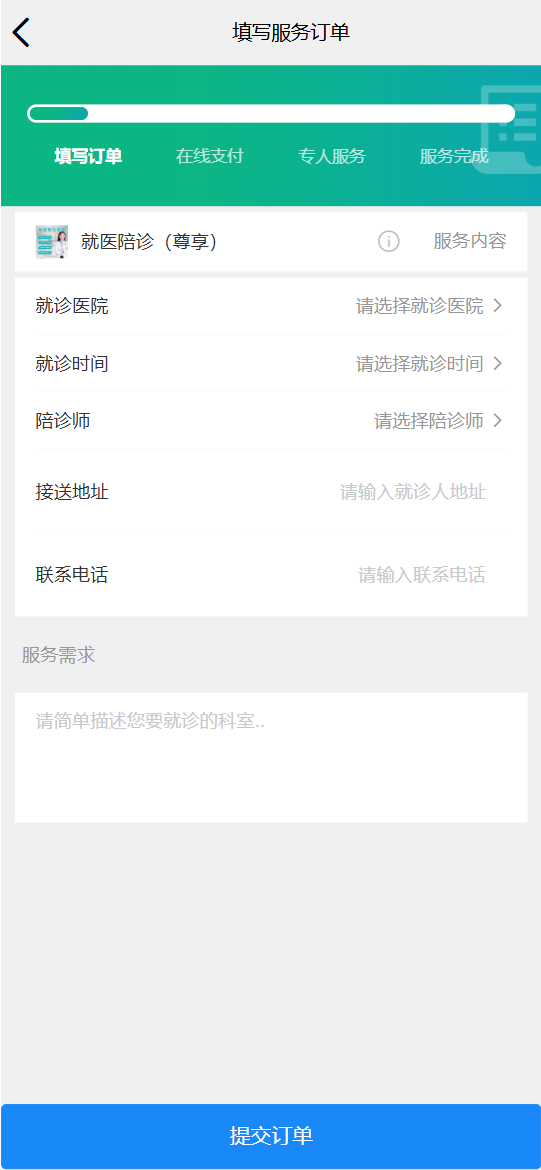 填写服务订单
填写订单 在线支付 专人服务 服务完成
就医陪诊（尊享） 服务内容
就诊医院 请选择就诊医院
就诊时间 请选择就诊时间
陪诊师 请选择陪诊师
接送地址 请输入就诊人地址
联系电话 请输入联系电话
服务需求
请简单描述您要就诊的科室..
提交订单